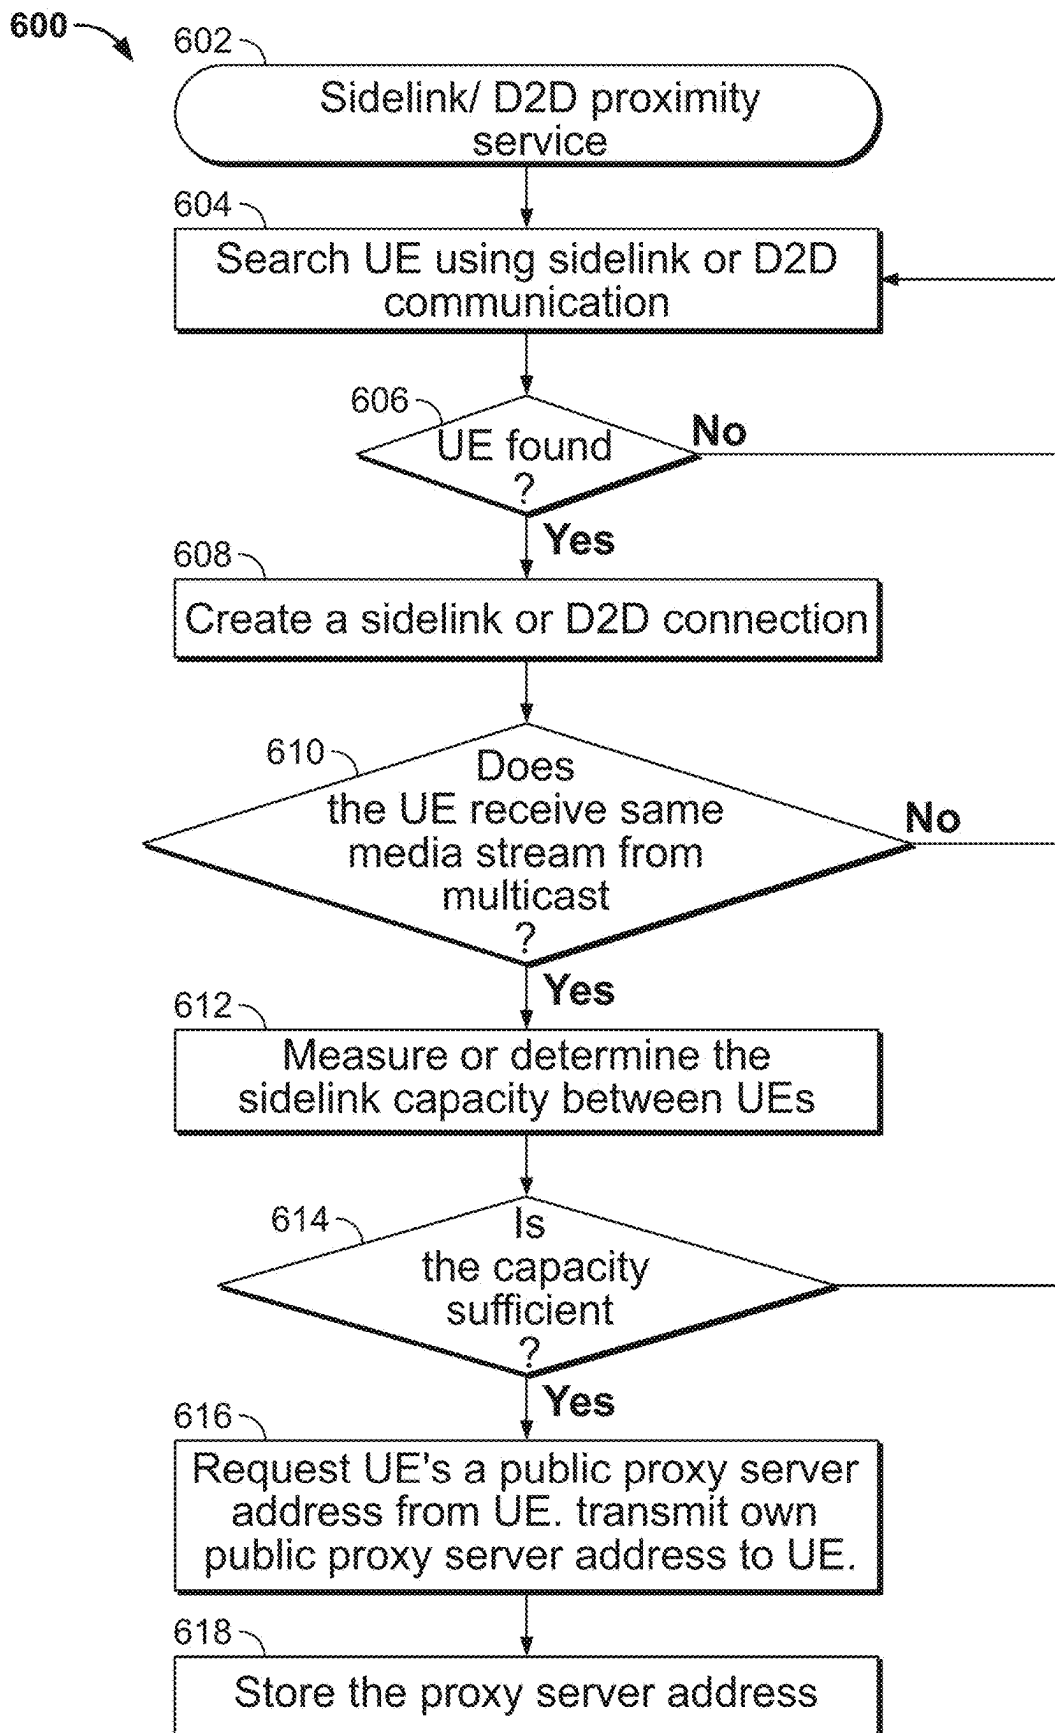 600
602
Sidelink/ D2D proximity
service
604
Search UE using sidelink or D2D
communication
606
UE found
?
No
Yes
608
Create a sidelink or D2D connection
610
Does
the UE receive same
media stream from
multicast
?
No
Yes
612
Measure or determine the
sidelink capacity between UEs
614
Is
the capacity
sufficient
?
Yes
616
Request UE's a public proxy server
address from UE. transmit own
public proxy server address to UE.
618
Store the proxy server address